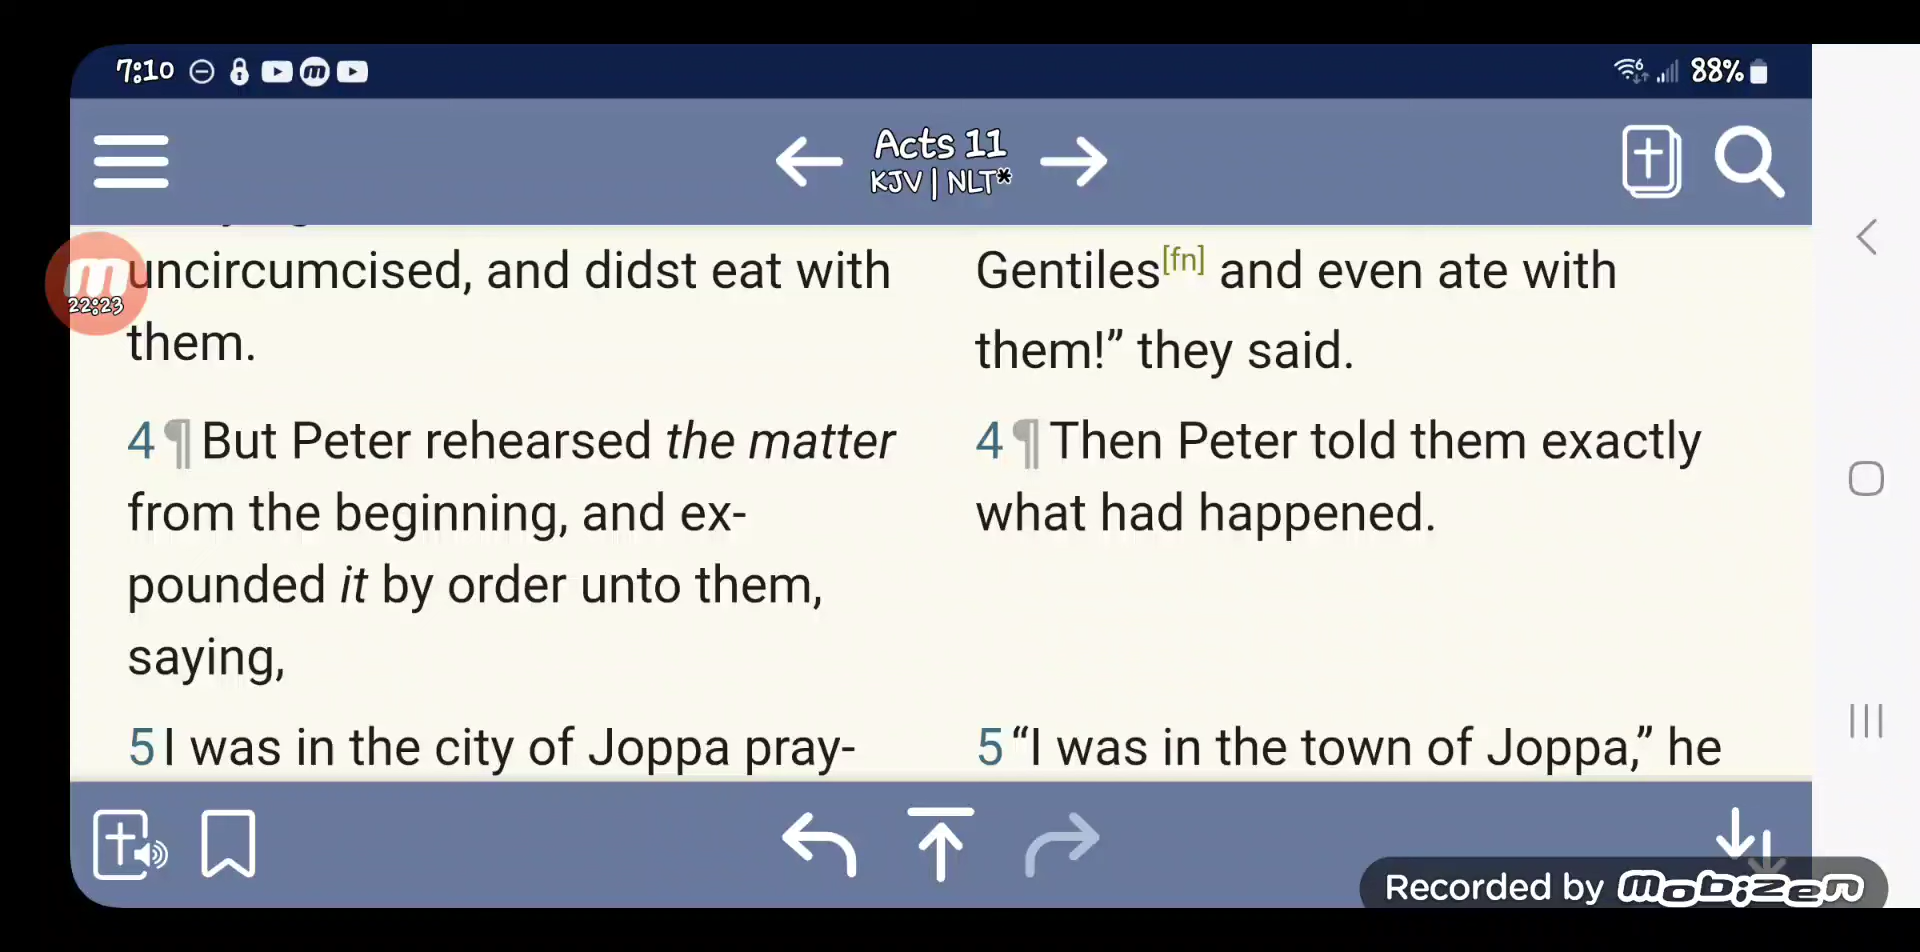 7:10
88%
Acts 11
KJV | NLT*
22:23
uncircumcised, and didst eat with
them.
4 ¶ But Peter rehearsed the matter
from the beginning, and ex-
pounded it by order unto them,
saying,
5 I was in the city of Joppa pray-
Gentiles[fn] and even ate with
them!” they said.
4 ¶ Then Peter told them exactly
what had happened.
5 “I was in the town of Joppa,” he
Recorded by Mobizen